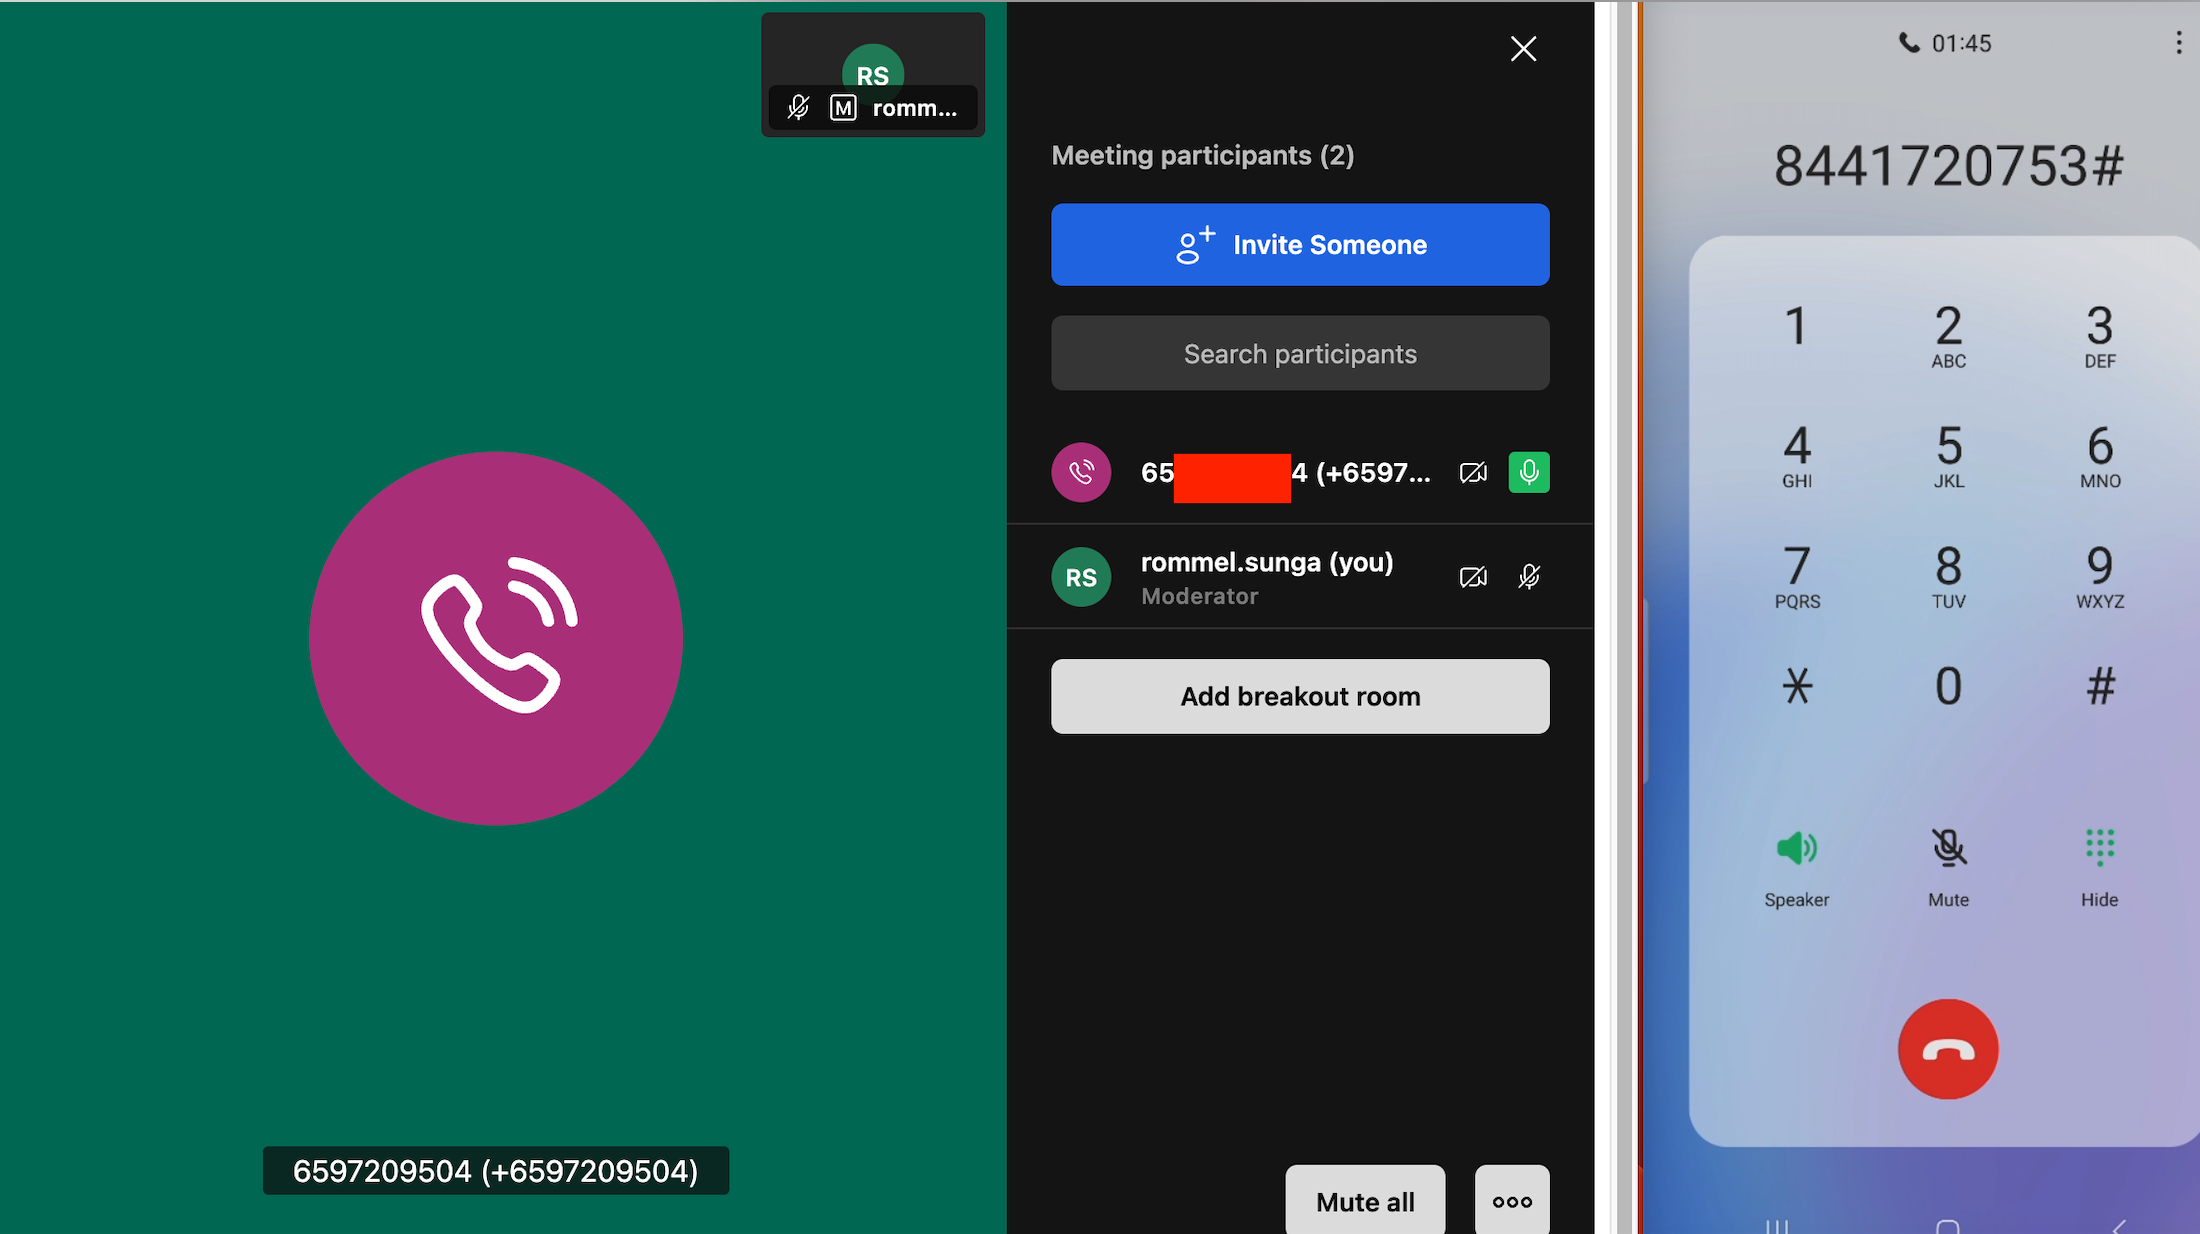 RS
M romm...
6597209504 (+6597209504)
Meeting participants (2)
Invite Someone
Search participants
65 4 (+6597...
RS
rommel.sunga (you)
Moderator
Add breakout room
Mute all
01:45
8441720753#
1 2 3
ABC DEF
4 5 6
GHI JKL MNO
7 8 9
PQRS TUV WXYZ
* 0 #
Speaker Mute Hide